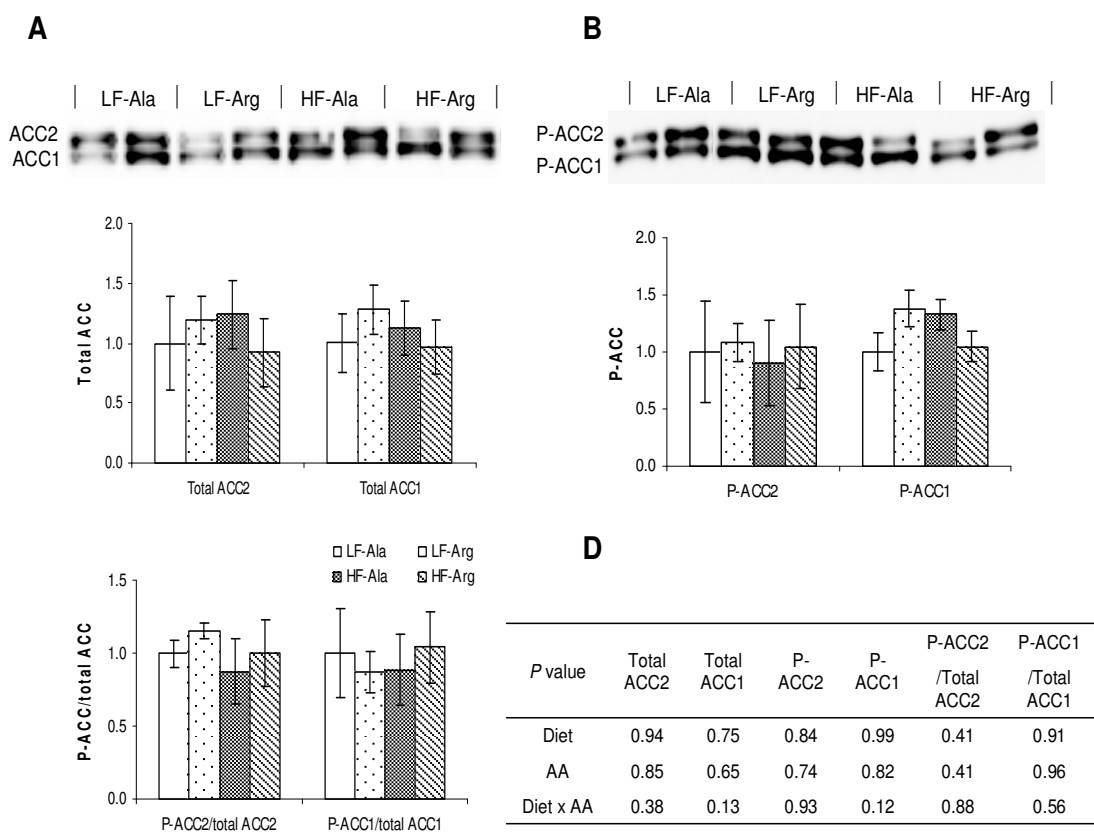 A
LF-Ala LF-Arg HF-Ala HF-Arg
ACC2
ACC1
2.0
1.5
1.0
0.5
0.0
Total ACC
Total ACC2 Total ACC1
B
LF-Ala LF-Arg HF-Ala HF-Arg
P-ACC2
P-ACC1
2.0
1.5
1.0
0.5
0.0
P-ACC
P-ACC2 P-ACC1
LF-Ala LF-Arg
HF-Ala HF-Arg
1.5
1.0
0.5
0.0
P-ACC/total ACC
P-ACC2/total ACC2 P-ACC1/total ACC1
D
P value Total ACC2 Total ACC1 P-ACC2 P-ACC1 P-ACC2/Total ACC2 P-ACC1/Total ACC1
Diet 0.94 0.75 0.84 0.99 0.41 0.91
AA 0.85 0.65 0.74 0.82 0.41 0.96
Diet x AA 0.38 0.13 0.93 0.12 0.88 0.56